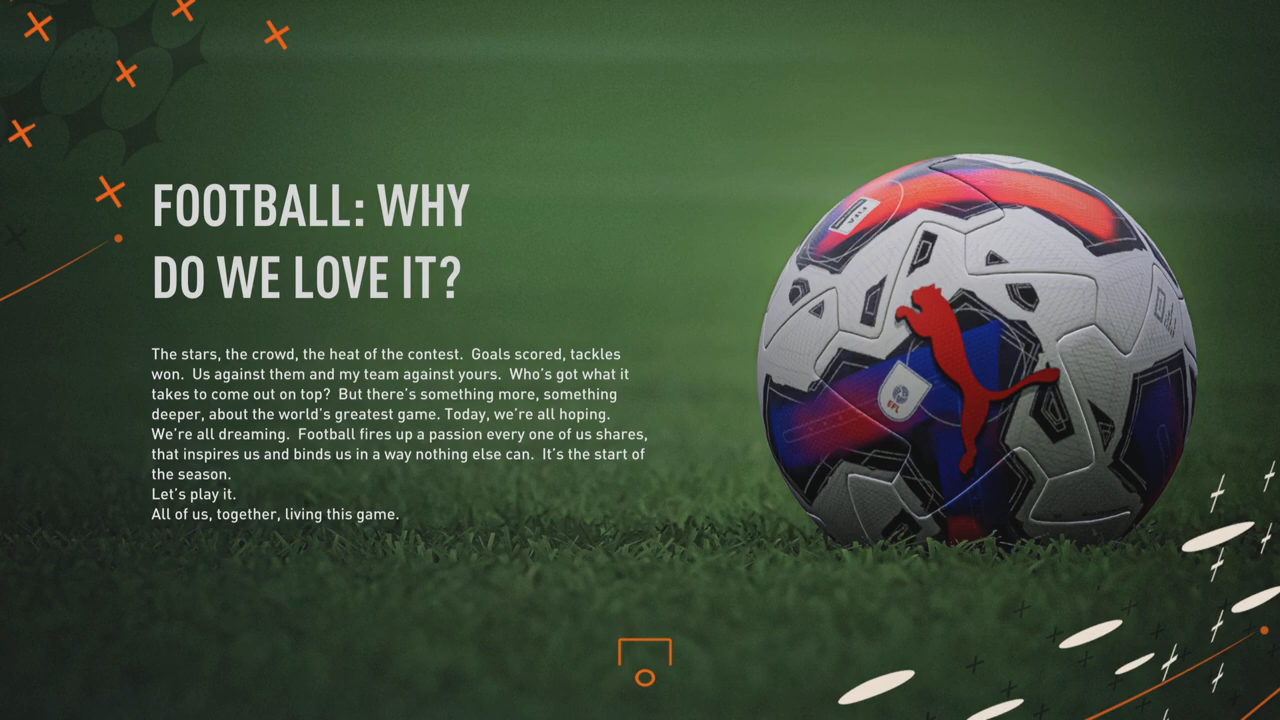 FOOTBALL: WHY
DO WE LOVE IT?
The stars, the crowd, the heat of the contest.  Goals scored, tackles
won.  Us against them and my team against yours.  Who's got what it
takes to come out on top?  But there's something more, something
deeper, about the world's greatest game. Today, we're all hoping.
We're all dreaming.  Football fires up a passion every one of us shares,
that inspires us and binds us in a way nothing else can.  It's the start of
the season.
Let's play it.
All of us, together, living this game.
FIFA
EFL